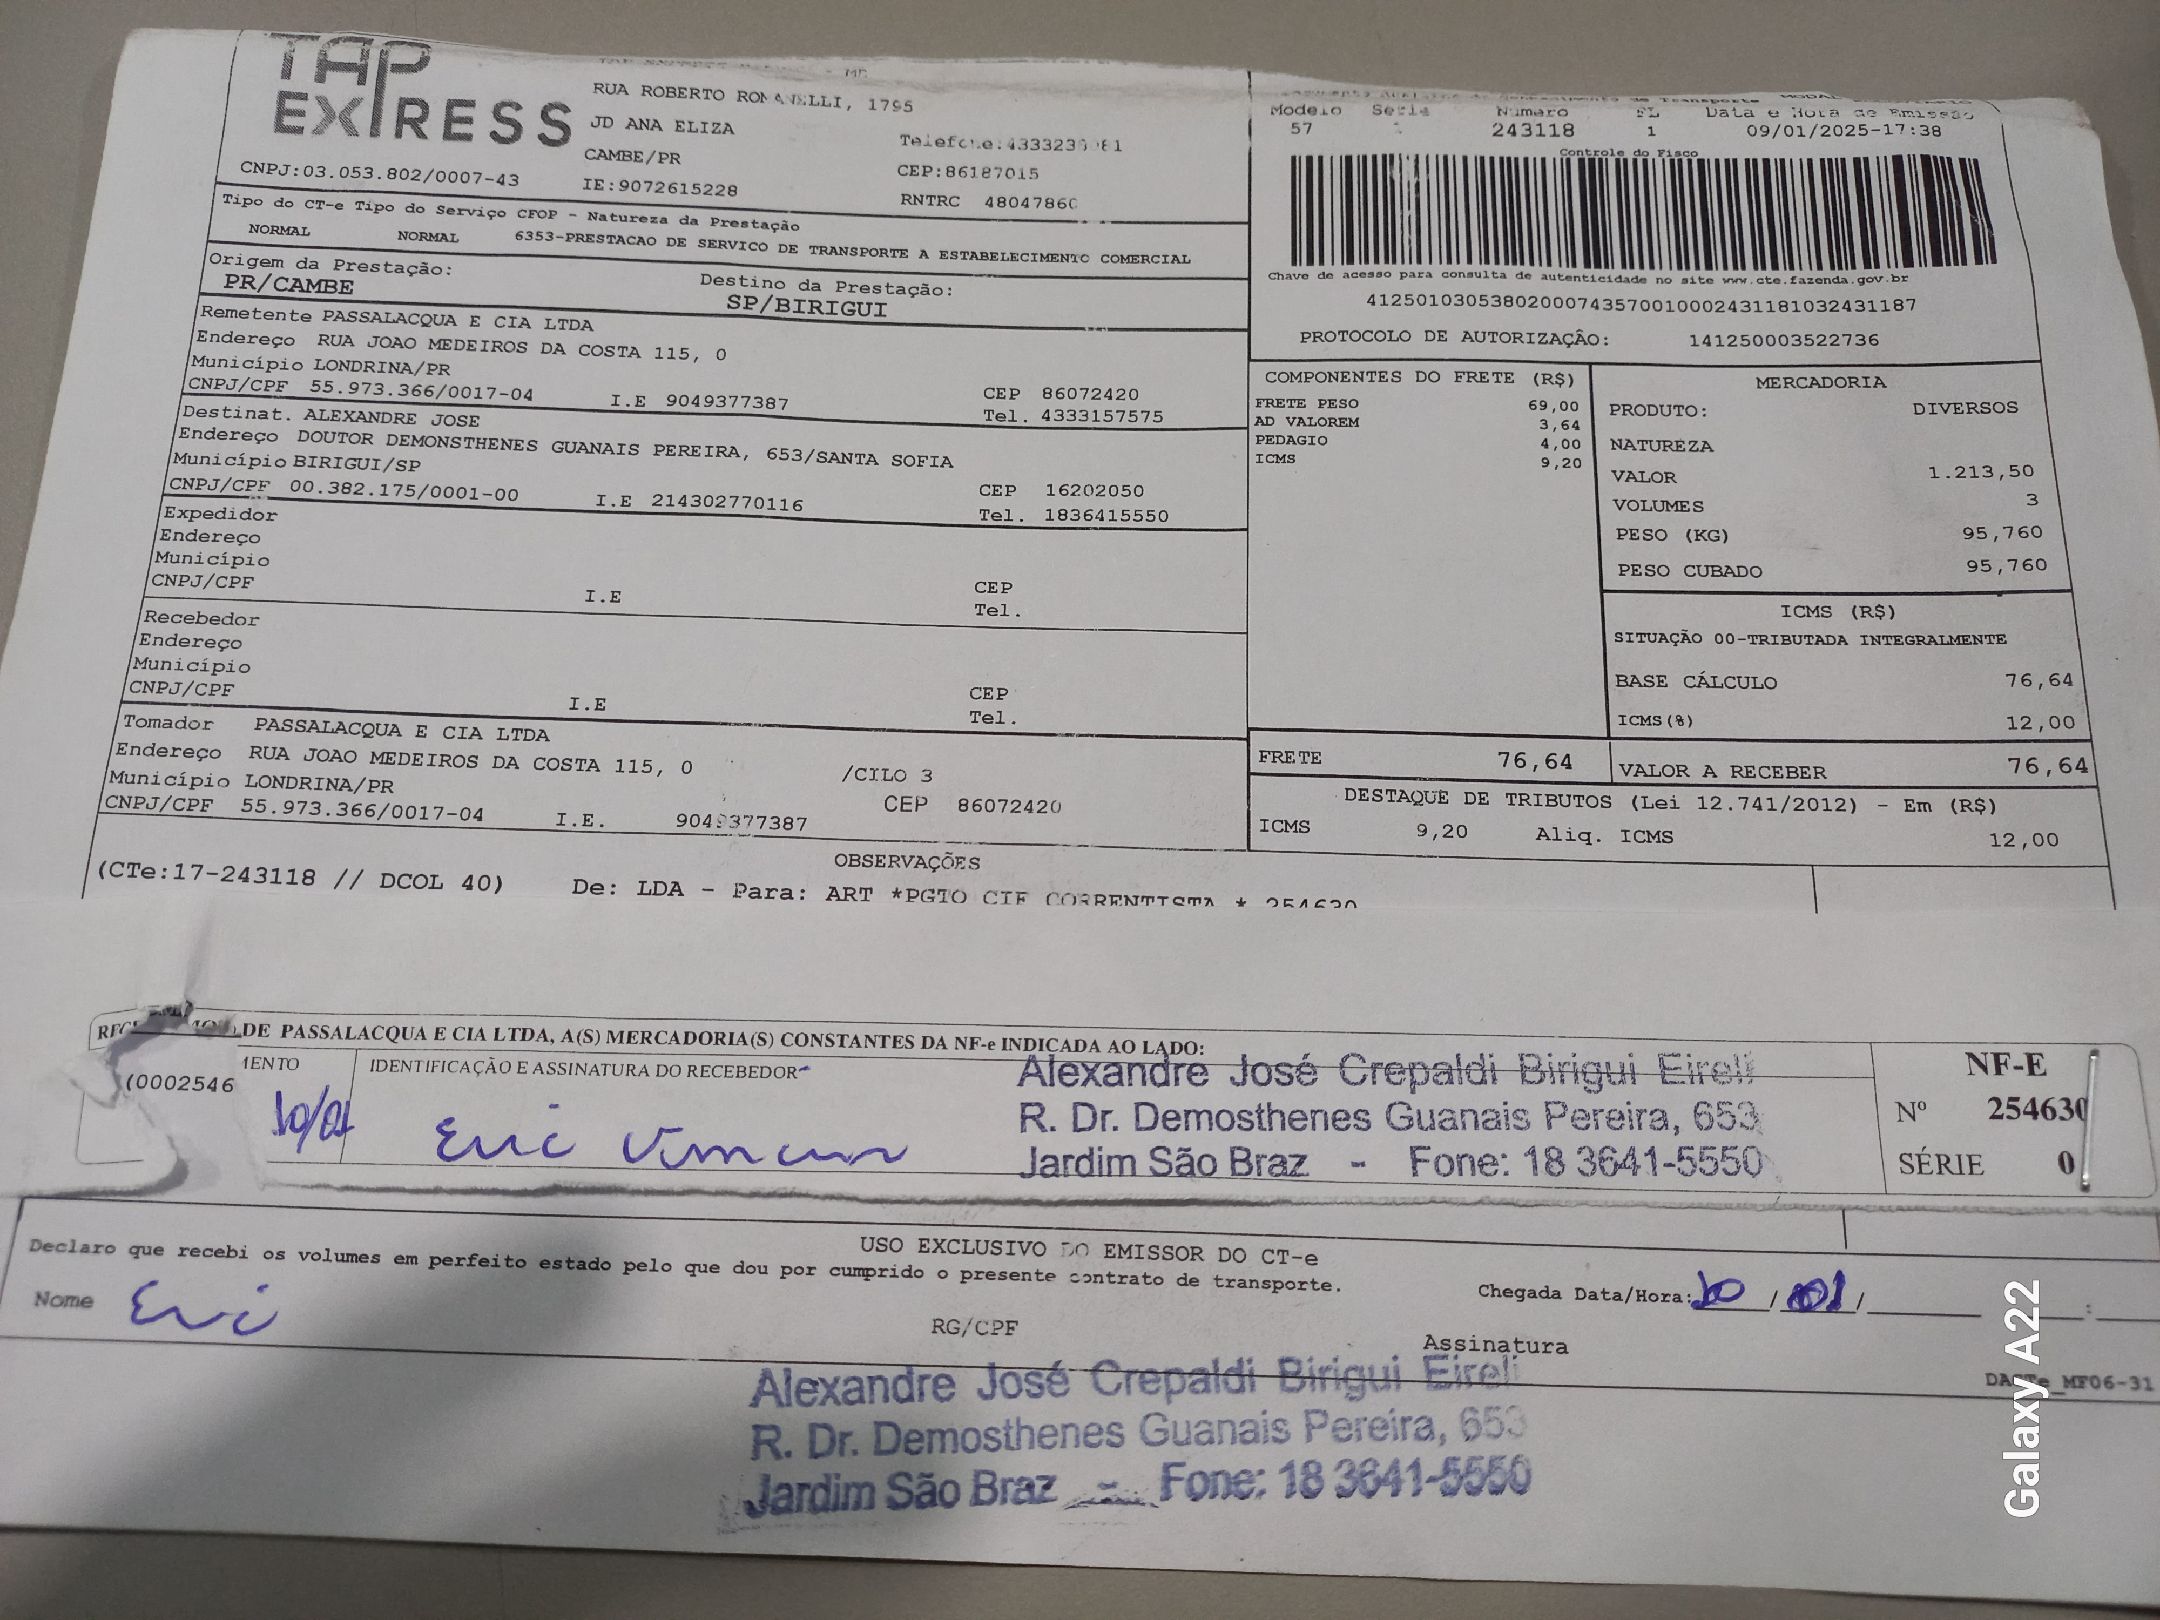 TAP
EXPRESS
RUA ROBERTO ROMANELLI, 1795
JD ANA ELIZA
CAMBE/PR
CEP:86187015
CNPJ:03.053.802/0007-43
IE:9072615228
RNTRC 4804786
Modelo Serie Numero FL Data e Hora de Emissão
57 1 243118 1 09/01/2025-17:38
Controle do Fisco
Chave de acesso para consulta de autenticidade no site www.cte.fazenda.gov.br
41250103053802000743570010002431181032431187
PROTOCOLO DE AUTORIZAÇÃO: 141250003522736
Tipo do CT-e Tipo do Serviço CFOP - Natureza da Prestação
NORMAL NORMAL 6353-PRESTACAO DE SERVICO DE TRANSPORTE A ESTABELECIMENTO COMERCIAL
Origem da Prestação: Destino da Prestação:
PR/CAMBE SP/BIRIGUI
Remetente PASSALACQUA E CIA LTDA
Endereço RUA JOAO MEDEIROS DA COSTA 115, 0
Município LONDRINA/PR CEP 86072420
CNPJ/CPF 55.973.366/0017-04 I.E 9049377387 Tel. 4333157575
Destinat. ALEXANDRE JOSE
Endereço DOUTOR DEMONSTHENES GUANAIS PEREIRA, 653/SANTA SOFIA
Município BIRIGUI/SP CEP 16202050
CNPJ/CPF 00.382.175/0001-00 I.E 214302770116 Tel. 1836415550
Expedidor
Endereço
Município CEP
CNPJ/CPF I.E Tel.
Recebedor
Endereço
Município CEP
CNPJ/CPF I.E Tel.
Tomador PASSALACQUA E CIA LTDA
Endereço RUA JOAO MEDEIROS DA COSTA 115, 0 /CILO 3
Município LONDRINA/PR CEP 86072420
CNPJ/CPF 55.973.366/0017-04 I.E. 9049377387
COMPONENTES DO FRETE (R$)
FRETE PESO 69,00
AD VALOREM 3,64
PEDAGIO 4,00
ICMS 9,20
MERCADORIA
PRODUTO: DIVERSOS
NATUREZA
VALOR 1.213,50
VOLUMES 3
PESO (KG) 95,760
PESO CUBADO 95,760
ICMS (R$)
SITUAÇÃO 00-TRIBUTADA INTEGRALMENTE
BASE CÁLCULO 76,64
ICMS(%) 12,00
FRETE 76,64 VALOR A RECEBER 76,64
DESTAQUE DE TRIBUTOS (Lei 12.741/2012) - Em (R$)
ICMS 9,20 Aliq. ICMS 12,00
OBSERVAÇÕES
(CTe:17-243118 // DCOL 40) De: LDA - Para: ART *PGTO CIF CORRENTISTA * 254630
DE PASSALACQUA E CIA LTDA, A(S) MERCADORIA(S) CONSTANTES DA NF-e INDICADA AO LADO:
IDENTIFICAÇÃO E ASSINATURA DO RECEBEDOR
(0002546
10/01 Eric
Alexandre José Crepaldi Birigui Eireli
R. Dr. Demosthenes Guanais Pereira, 653
Jardim São Braz - Fone: 18 3641-5550
NF-E
Nº 254630
SÉRIE 0
USO EXCLUSIVO DO EMISSOR DO CT-e
Declaro que recebi os volumes em perfeito estado pelo que dou por cumprido o presente contrato de transporte.
Nome Eric RG/CPF
Chegada Data/Hora: 10 / 01 / :
Assinatura
DACTe_MF06-31
Alexandre José Crepaldi Birigui Eireli
R. Dr. Demosthenes Guanais Pereira, 653
Jardim São Braz - Fone: 18 3641-5550
Galaxy A22